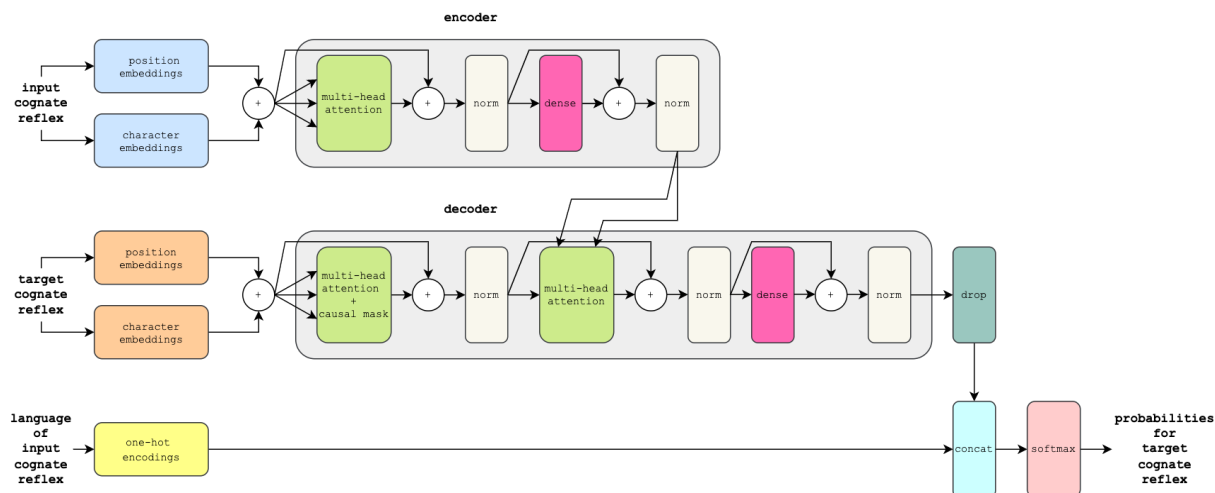 encoder
position
embeddings
input
cognate
reflex
+
multi-head
attention
+
norm
dense
+
norm
character
embeddings
decoder
position
embeddings
target
cognate
reflex
+
multi-head
attention
+
causal mask
+
norm
multi-head
attention
+
norm
dense
+
norm
drop
character
embeddings
language
of
input
cognate
reflex
one-hot
encodings
concat
softmax
probabilities
for
target
cognate
reflex